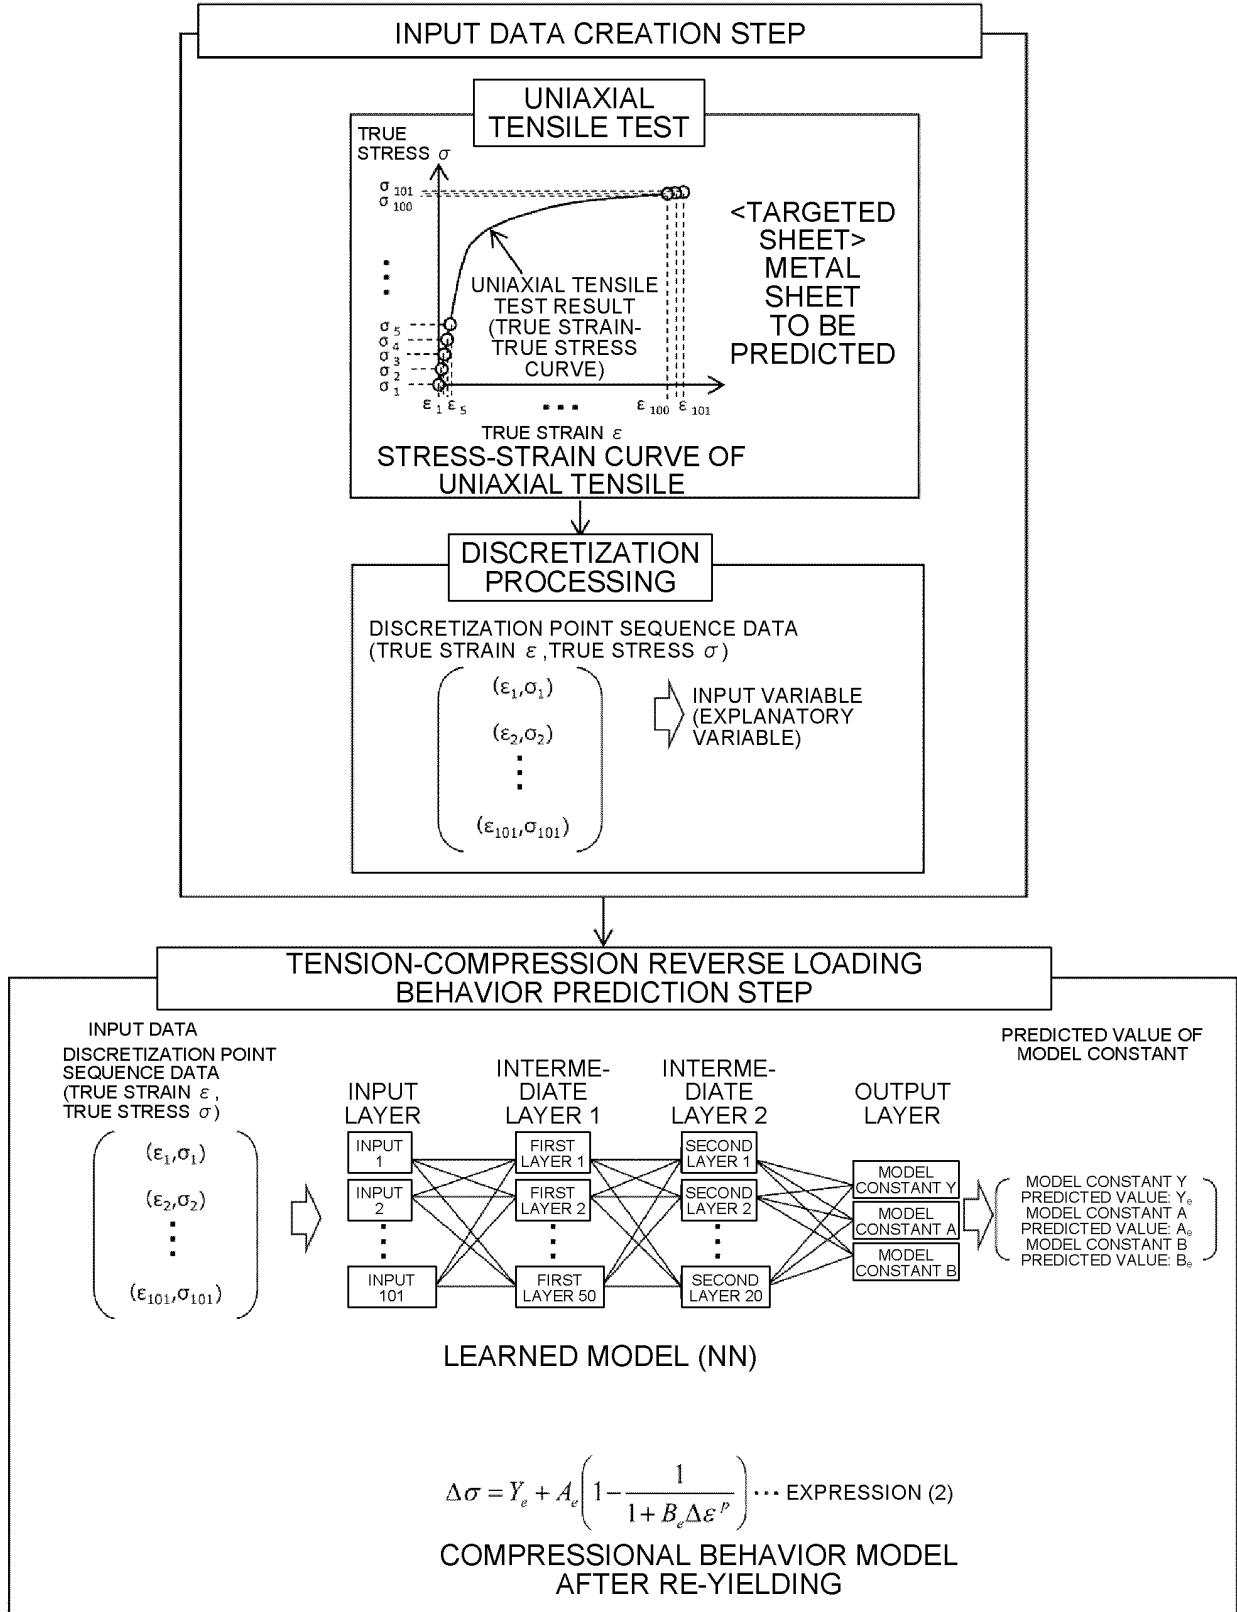 INPUT DATA CREATION STEP
UNIAXIAL
TENSILE TEST
TRUE
STRESS σ
σ 101
σ 100
σ 5
σ 4
σ 3
σ 2
σ 1
ε 1 ε 5 ε 100 ε 101
UNIAXIAL TENSILE
TEST RESULT
(TRUE STRAIN-
TRUE STRESS
CURVE)
TRUE STRAIN ε
<TARGETED
SHEET>
METAL
SHEET
TO BE
PREDICTED
STRESS-STRAIN CURVE OF
UNIAXIAL TENSILE
DISCRETIZATION
PROCESSING
DISCRETIZATION POINT SEQUENCE DATA
(TRUE STRAIN ε ,TRUE STRESS σ)
(ε1,σ1)
(ε2,σ2)
(ε101,σ101)
INPUT VARIABLE
(EXPLANATORY
VARIABLE)
TENSION-COMPRESSION REVERSE LOADING
BEHAVIOR PREDICTION STEP
INPUT DATA
DISCRETIZATION POINT
SEQUENCE DATA
(TRUE STRAIN ε ,
TRUE STRESS σ)
(ε1,σ1)
(ε2,σ2)
(ε101,σ101)
INPUT
LAYER
INPUT
1
INPUT
2
INPUT
101
INTERME-
DIATE
LAYER 1
FIRST
LAYER 1
FIRST
LAYER 2
FIRST
LAYER 50
INTERME-
DIATE
LAYER 2
SECOND
LAYER 1
SECOND
LAYER 2
SECOND
LAYER 20
OUTPUT
LAYER
MODEL
CONSTANT Y
MODEL
CONSTANT A
MODEL
CONSTANT B
PREDICTED VALUE OF
MODEL CONSTANT
MODEL CONSTANT Y
PREDICTED VALUE: Ye
MODEL CONSTANT A
PREDICTED VALUE: Ae
MODEL CONSTANT B
PREDICTED VALUE: Be
LEARNED MODEL (NN)
Δσ = Ye + Ae(1 - 1/(1 + BeΔε^p)) ··· EXPRESSION (2)
COMPRESSIONAL BEHAVIOR MODEL
AFTER RE-YIELDING